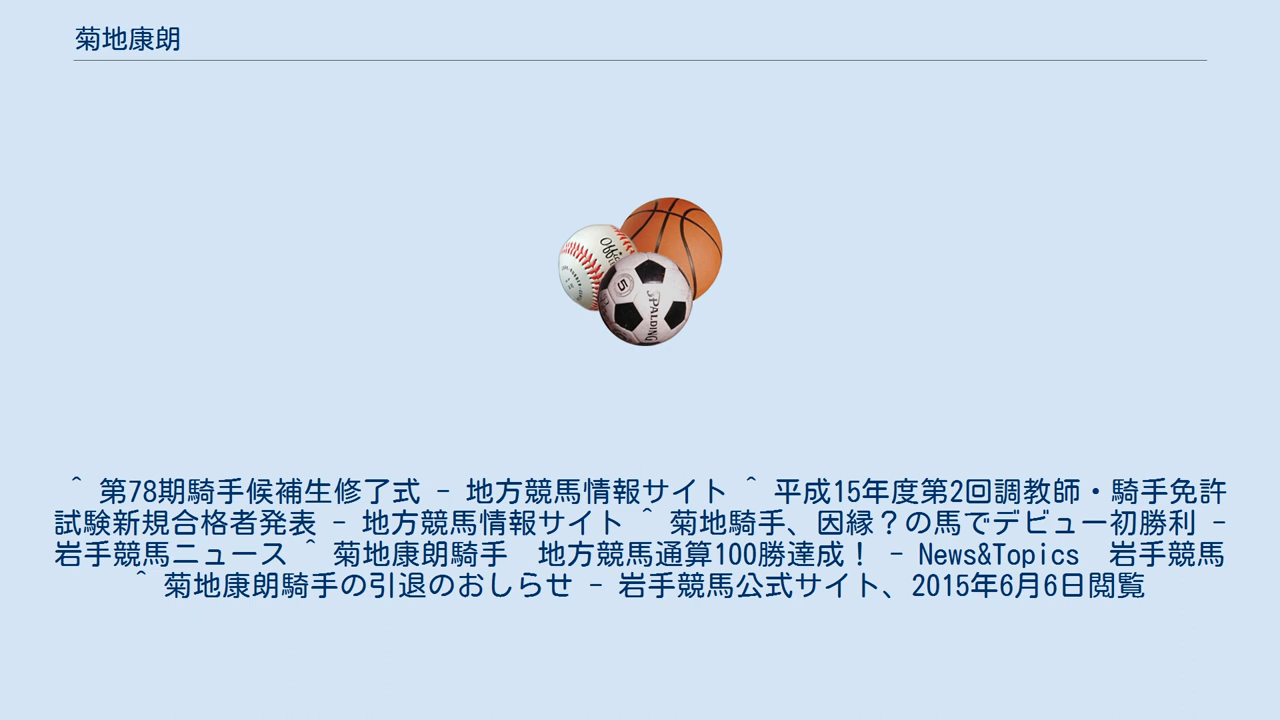 菊地康朗
Offic
5
SPALDING
^ 第78期騎手候補生修了式 - 地方競馬情報サイト ^ 平成15年度第2回調教師・騎手免許
試験新規合格者発表 - 地方競馬情報サイト ^ 菊地騎手、因縁？の馬でデビュー初勝利 -
岩手競馬ニュース ^ 菊地康朗騎手　地方競馬通算100勝達成！ - News&Topics　岩手競馬
^ 菊地康朗騎手の引退のおしらせ - 岩手競馬公式サイト、2015年6月6日閲覧